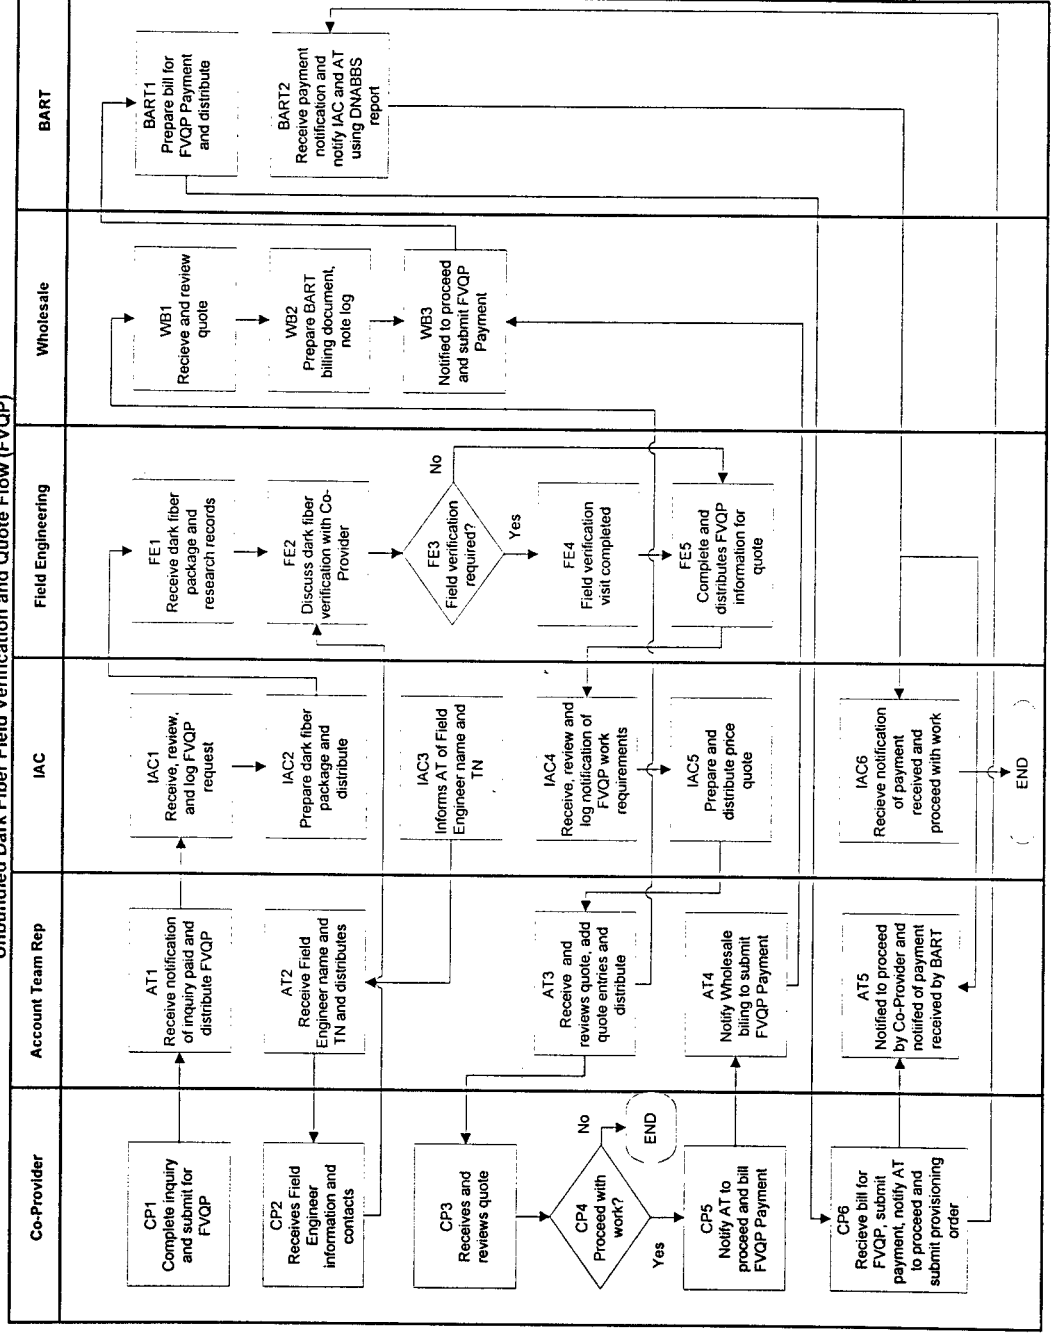 Unbundled Dark Fiber Field Verification and Quote Flow (FVQP)
Co-Provider
Account Team Rep
IAC
Field Engineering
Wholesale
BART
CP1
Complete inquiry
and submit for
FVQP
CP2
Receives Field
Engineer
information and
contacts
CP3
Receives and
reviews quote
CP4
Proceed with
work?
No
END
Yes
CP5
Notify AT to
proceed and bill
FVQP Payment
CP6
Recieve bill for
FVQP, submit
payment, notify AT
to proceed and
submit provisioning
order
AT1
Receive notification
of inquiry paid and
distribute FVQP
AT2
Receive Field
Engineer name and
TN and distributes
AT3
Receive and
reviews quote, add
quote entries and
distribute
AT4
Notify Wholesale
biling to submit
FVQP Payment
AT5
Notified to proceed
by Co-Provider and
notiifed of payment
received by BART
IAC1
Receive, review,
and log FVQP
request
IAC2
Prepare dark fiber
package and
distribute
IAC3
Informs AT of Field
Engineer name and
TN
IAC4
Receive, review and
log notification of
FVQP work
requirements
IAC5
Prepare and
distribute price
quote
IAC6
Recieve notification
of payment
received and
proceed with work
END
FE1
Receive dark fiber
package and
research records
FE2
Discuss dark fiber
verification with Co-
Provider
FE3
Field verification
required?
No
Yes
FE4
Field verification
visit completed
FE5
Complete and
distributes FVQP
information for
quote
WB1
Recieve and review
quote
WB2
Prepare BART
billing document,
note log
WB3
Notified to proceed
and submit FVQP
Payment
BART1
Prepare bill for
FVQP Payment
and distribute
BART2
Receive payment
notification and
notify IAC and AT
using DNABBS
report